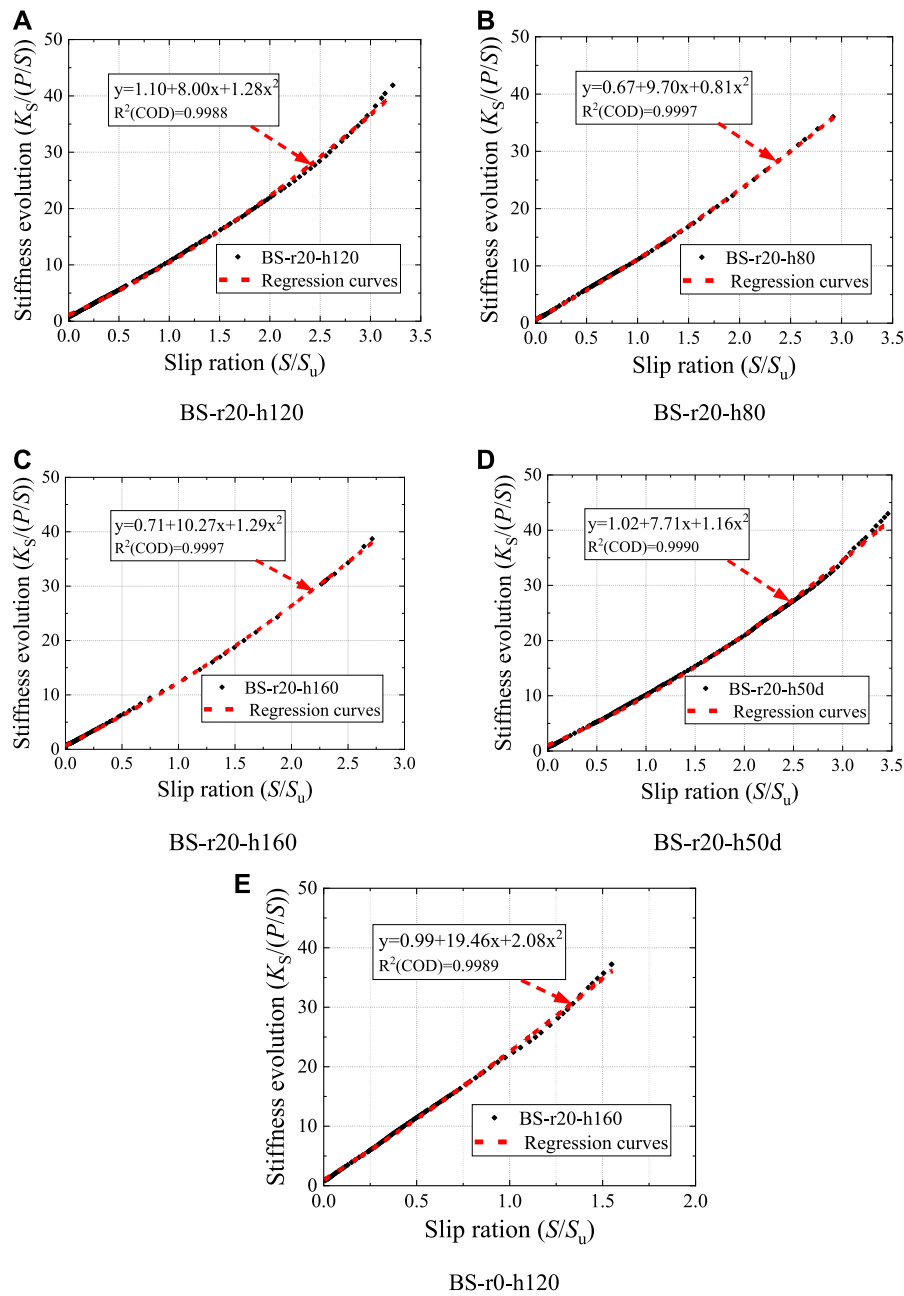 A
Stiffness evolution (K_S/(P/S))
50
40
30
20
10
0
y=1.10+8.00x+1.28x²
R²(COD)=0.9988
BS-r20-h120
Regression curves
0.0 0.5 1.0 1.5 2.0 2.5 3.0 3.5
Slip ration (S/S_u)
BS-r20-h120
B
Stiffness evolution (K_S/(P/S))
50
40
30
20
10
0
y=0.67+9.70x+0.81x²
R²(COD)=0.9997
BS-r20-h80
Regression curves
0.0 0.5 1.0 1.5 2.0 2.5 3.0 3.5
Slip ration (S/S_u)
BS-r20-h80
C
Stiffness evolution (K_S/(P/S))
50
40
30
20
10
0
y=0.71+10.27x+1.29x²
R²(COD)=0.9997
BS-r20-h160
Regression curves
0.0 0.5 1.0 1.5 2.0 2.5 3.0
Slip ration (S/S_u)
BS-r20-h160
D
Stiffness evolution (K_S/(P/S))
50
40
30
20
10
0
y=1.02+7.71x+1.16x²
R²(COD)=0.9990
BS-r20-h50d
Regression curves
0.0 0.5 1.0 1.5 2.0 2.5 3.0 3.5
Slip ration (S/S_u)
BS-r20-h50d
E
Stiffness evolution (K_S/(P/S))
50
40
30
20
10
0
y=0.99+19.46x+2.08x²
R²(COD)=0.9989
BS-r20-h160
Regression curves
0.0 0.5 1.0 1.5 2.0
Slip ration (S/S_u)
BS-r0-h120